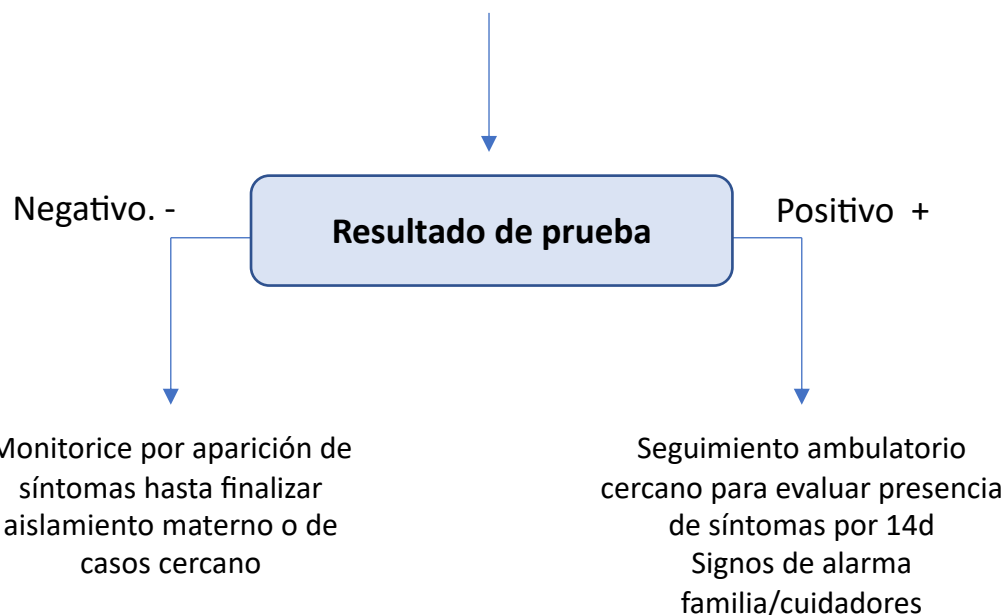 Negativo. -
Resultado de prueba
Positivo +
Monitorice por aparición de
síntomas hasta finalizar
aislamiento materno o de
casos cercano
Seguimiento ambulatorio
cercano para evaluar presencia
de síntomas por 14d
Signos de alarma
familia/cuidadores